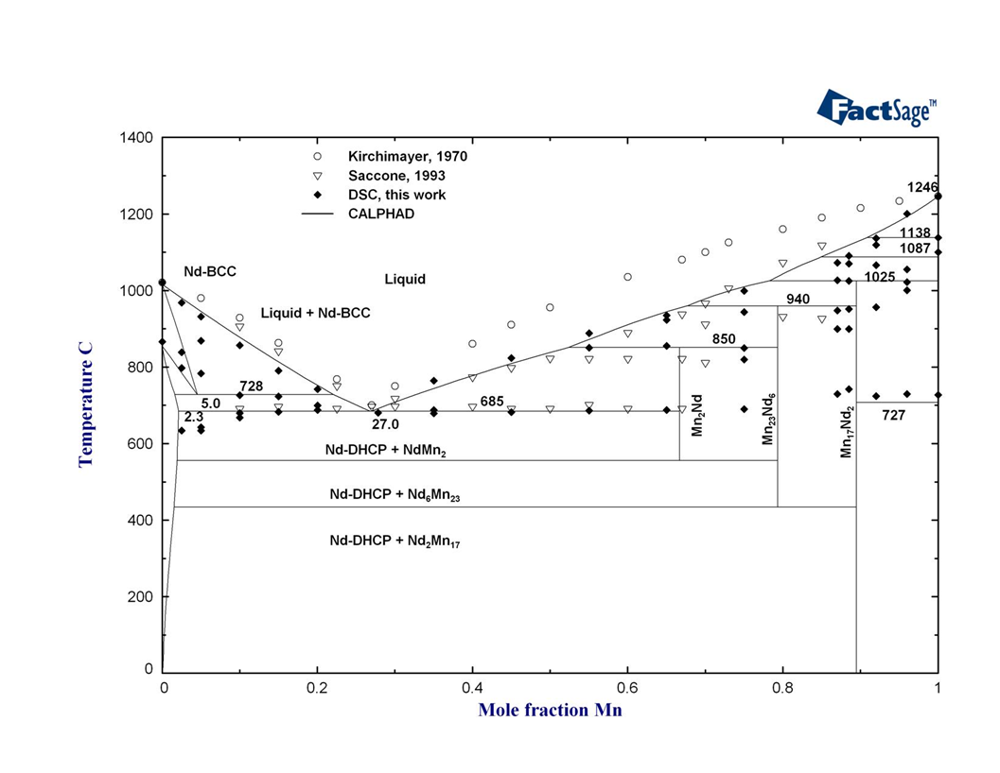 FactSage™
1400
1200
1000
800
600
400
200
0
Temperature C
Kirchimayer, 1970
Saccone, 1993
DSC, this work
CALPHAD
1246
1138
1087
1025
940
850
Nd-BCC
Liquid
Liquid + Nd-BCC
728
5.0
2.3
685
27.0
727
Mn₂Nd
Mn₂₃Nd₆
Mn₁₇Nd₂
Nd-DHCP + NdMn₂
Nd-DHCP + Nd₆Mn₂₃
Nd-DHCP + Nd₂Mn₁₇
0 0.2 0.4 0.6 0.8 1
Mole fraction Mn